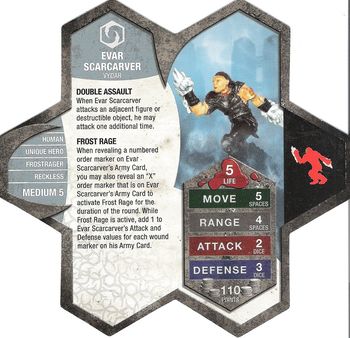 EVAR
SCARCARVER
VYDAR
DOUBLE ASSAULT
When Evar Scarcarver
attacks an adjacent figure or
destructible object, he may
attack one additional time.
FROST RAGE
When revealing a numbered
order marker on Evar
Scarcarver's Army Card,
you may also reveal an "X"
order marker that is on Evar
Scarcarver's Army Card to
activate Frost Rage for the
duration of the round. While
Frost Rage is active, add 1 to
Evar Scarcarver's Attack and
Defense values for each wound
marker on his Army Card.
HUMAN
UNIQUE HERO
FROSTRAGER
RECKLESS
MEDIUM 5
5
LIFE
MOVE 5
SPACES
RANGE 4
SPACES
ATTACK 2
DICE
DEFENSE 3
DICE
110
POINTS